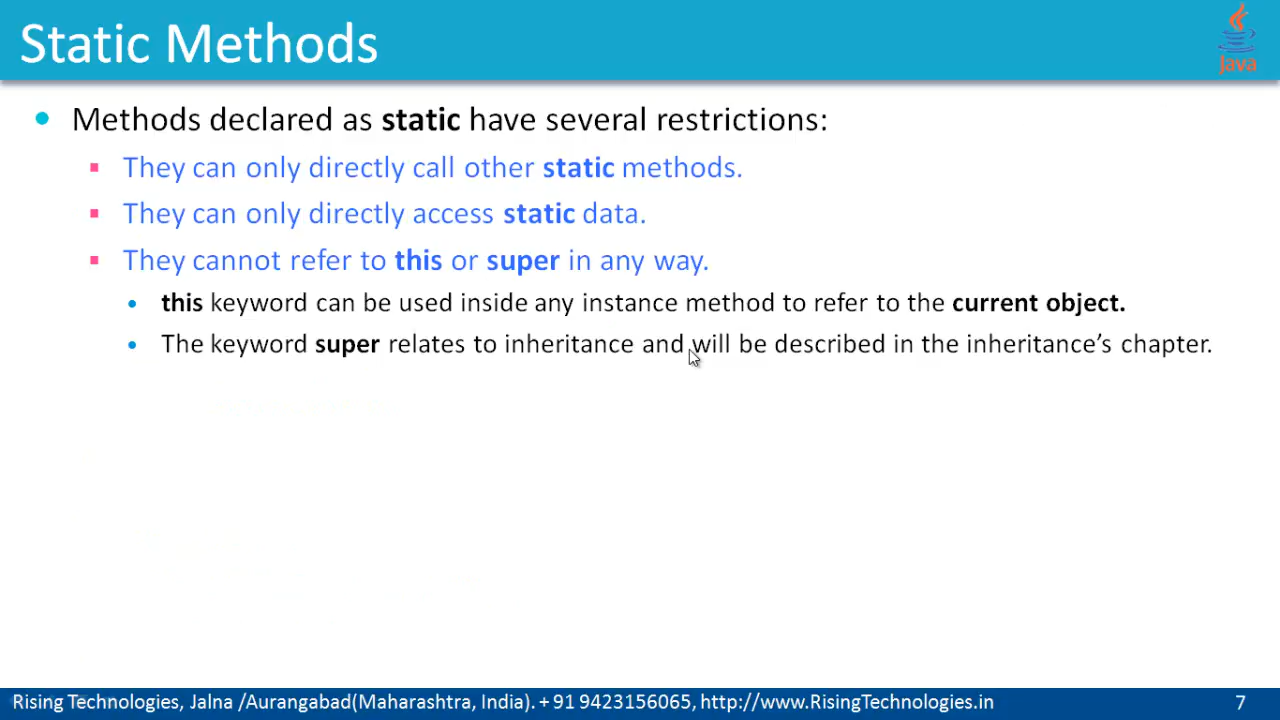 Static Methods
Java
Methods declared as static have several restrictions:
They can only directly call other static methods.
They can only directly access static data.
They cannot refer to this or super in any way.
this keyword can be used inside any instance method to refer to the current object.
The keyword super relates to inheritance and will be described in the inheritance’s chapter.
Rising Technologies, Jalna /Aurangabad(Maharashtra, India). + 91 9423156065, http://www.RisingTechnologies.in
7